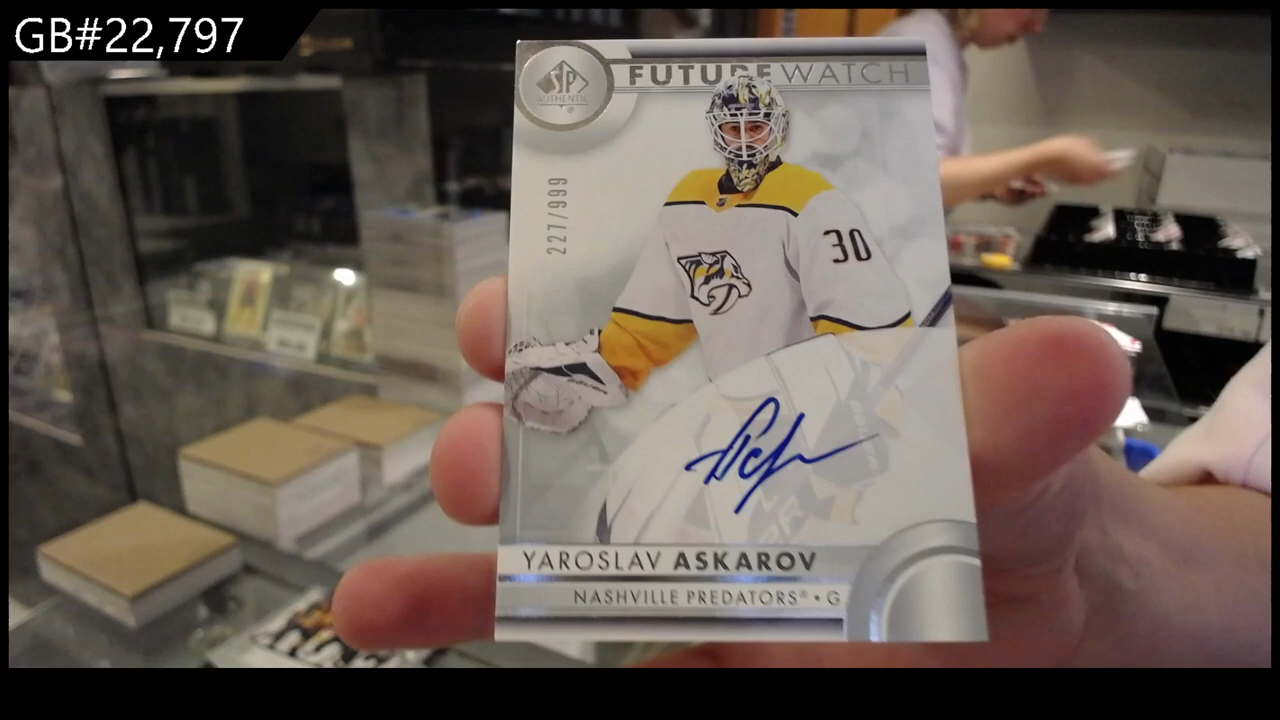 GB#22,797
SP
AUTHENTIC
FUTURE WATCH
227/999
30
YAROSLAV ASKAROV
NASHVILLE PREDATORS® • G